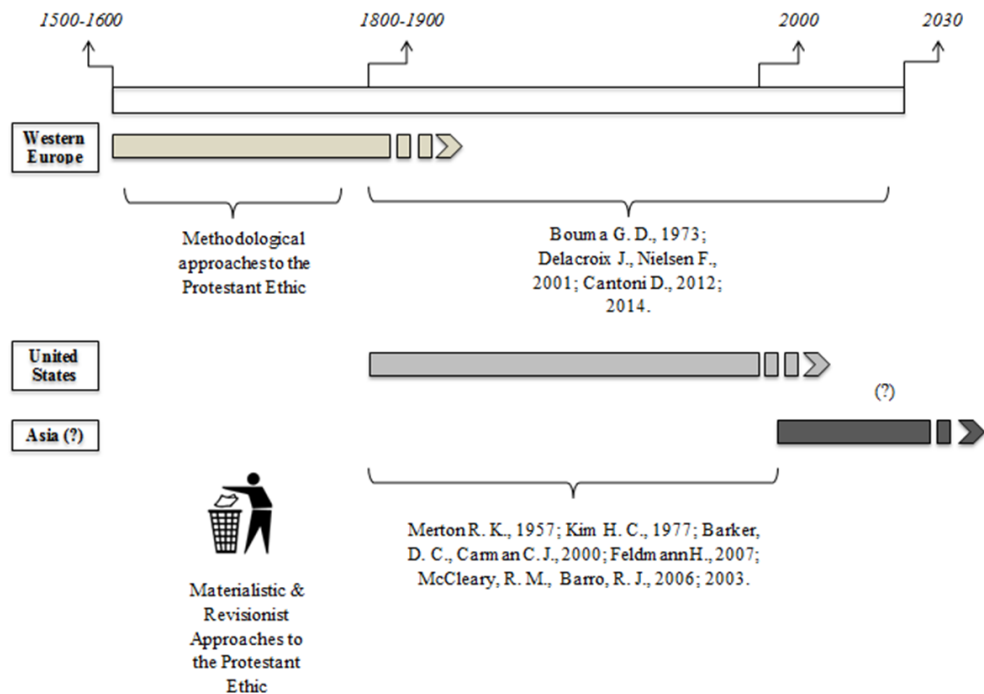 1500-1600
1800-1900
2000
2030
Western
Europe
Methodological
approaches to the
Protestant Ethic
Bouma G. D., 1973;
Delacroix J., Nielsen F.,
2001; Cantoni D., 2012;
2014.
United
States
(?)
Asia (?)
Merton R. K., 1957; Kim H. C., 1977; Barker,
D. C., Carman C. J., 2000; Feldmann H., 2007;
McCleary, R. M., Barro, R. J., 2006; 2003.
Materialistic &
Revisionist
Approaches to
the Protestant
Ethic